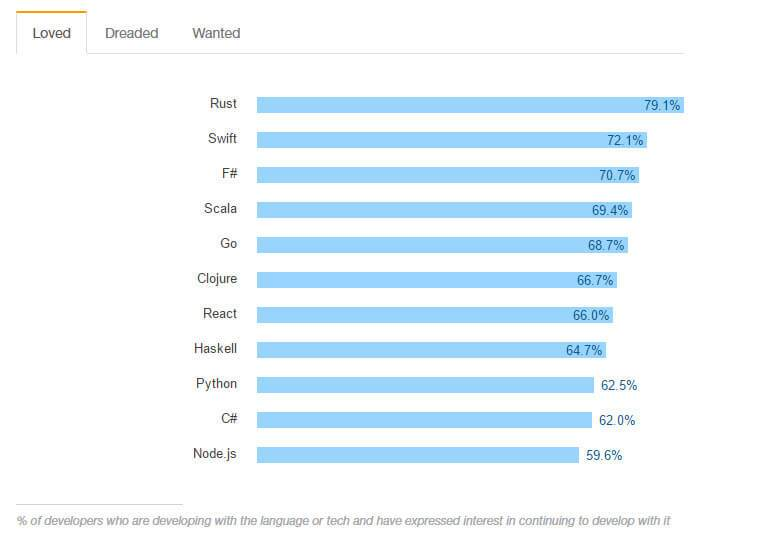 Loved Dreaded Wanted
Rust 79.1%
Swift 72.1%
F# 70.7%
Scala 69.4%
Go 68.7%
Clojure 66.7%
React 66.0%
Haskell 64.7%
Python 62.5%
C# 62.0%
Node.js 59.6%
% of developers who are developing with the language or tech and have expressed interest in continuing to develop with it